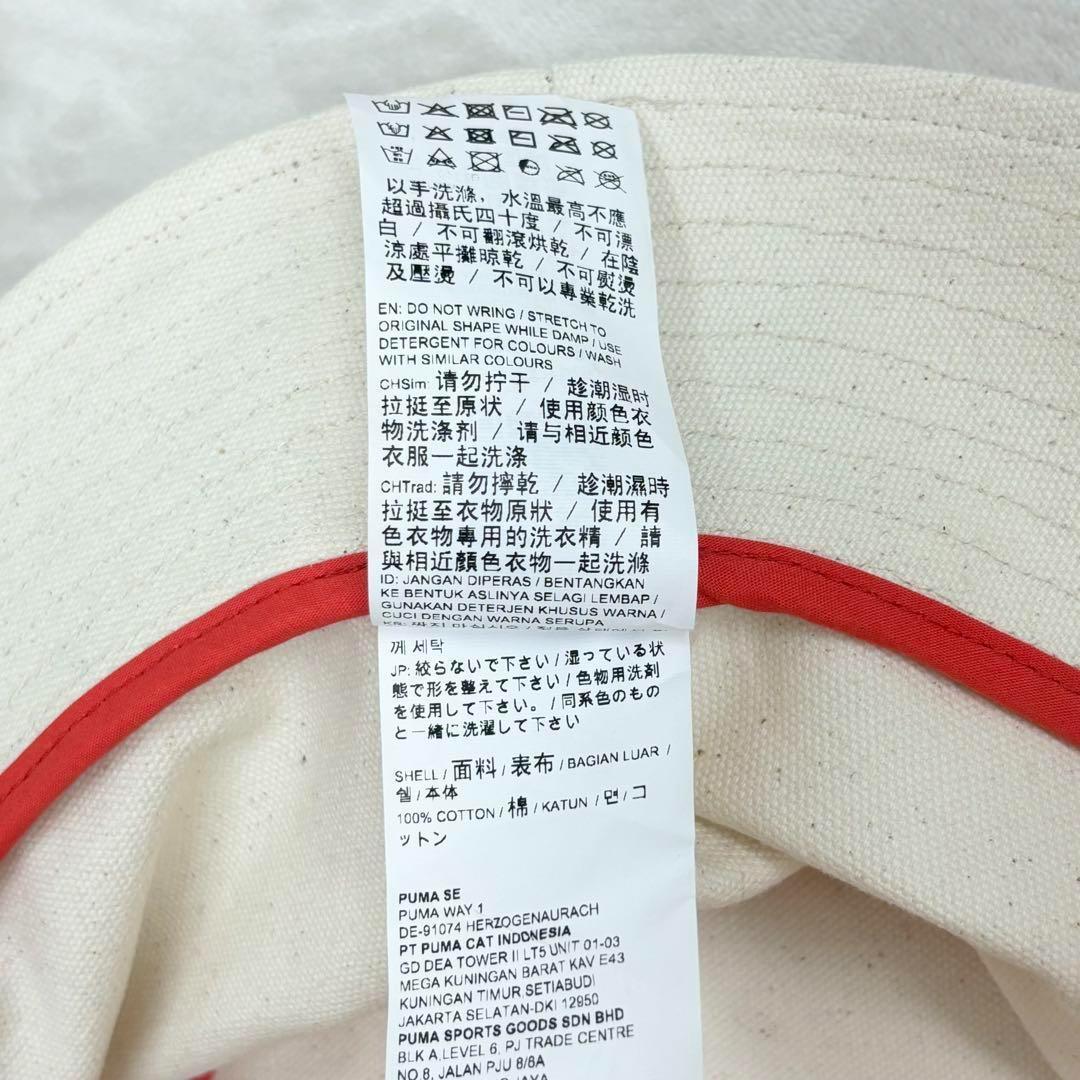 以手洗滌，水溫最高不應
超過攝氏四十度 / 不可漂
白 / 不可翻滾烘乾 / 在陰
涼處平攤晾乾 / 不可熨燙
及壓燙 / 不可以專業乾洗
EN: DO NOT WRING / STRETCH TO
ORIGINAL SHAPE WHILE DAMP / USE
DETERGENT FOR COLOURS / WASH
WITH SIMILAR COLOURS
CHSim: 请勿拧干 / 趁潮湿时
拉挺至原状 / 使用颜色衣
物洗涤剂 / 请与相近颜色
衣服一起洗涤
CHTrad: 請勿擰乾 / 趁潮濕時
拉挺至衣物原狀 / 使用有
色衣物專用的洗衣精 / 請
與相近顏色衣物一起洗滌
ID: JANGAN DIPERAS / BENTANGKAN
KE BENTUK ASLINYA SELAGI LEMBAP /
GUNAKAN DETERJEN KHUSUS WARNA /
CUCI DENGAN WARNA SERUPA
께 세탁
JP: 絞らないで下さい / 湿っている状
態で形を整えて下さい / 色物用洗剤
を使用して下さい。 / 同系色のもの
と一緒に洗濯して下さい
SHELL / 面料 / 表布 / BAGIAN LUAR /
쉘 / 本体
100% COTTON / 棉 / KATUN / 면 / コ
ットン
PUMA SE
PUMA WAY 1
DE-91074 HERZOGENAURACH
PT PUMA CAT INDONESIA
GD DEA TOWER II LT5 UNIT 01-03
MEGA KUNINGAN BARAT KAV E43
KUNINGAN TIMUR SETIABUDI
JAKARTA SELATAN-DKI 12950
PUMA SPORTS GOODS SDN BHD
BLK A,LEVEL 6, PJ TRADE CENTRE
NO 8, JALAN PJU 8/8A